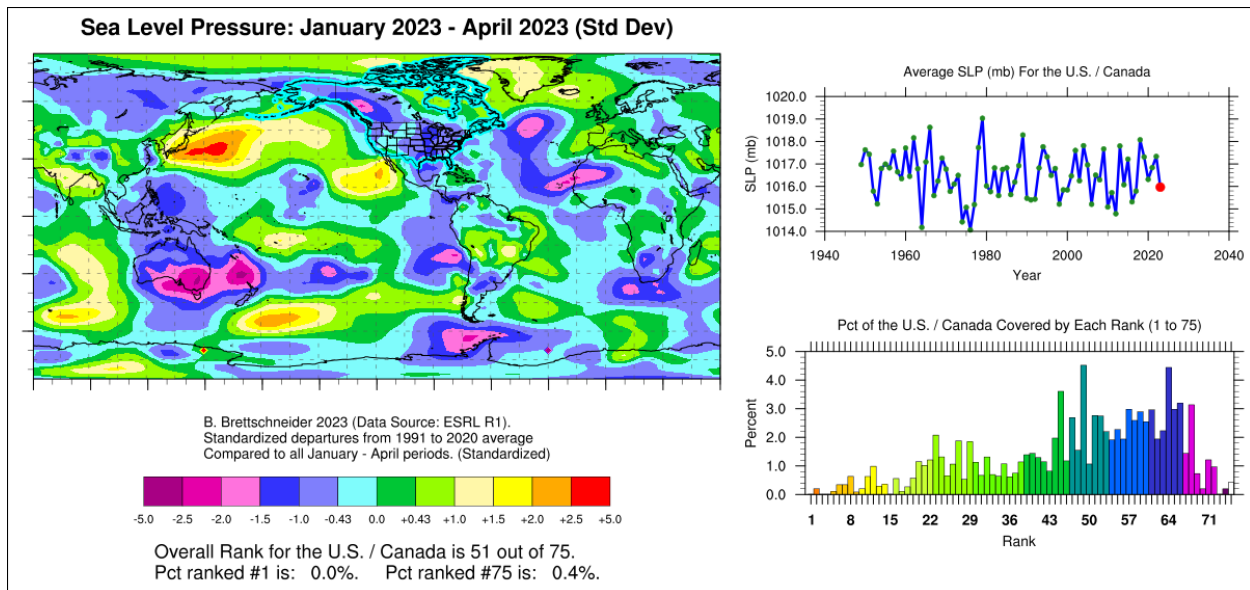 Sea Level Pressure: January 2023 - April 2023 (Std Dev)
B. Brettschneider 2023 (Data Source: ESRL R1).
Standardized departures from 1991 to 2020 average
Compared to all January - April periods. (Standardized)
-5.0 -2.5 -2.0 -1.5 -1.0 -0.43 0.0 +0.43 +1.0 +1.5 +2.0 +2.5 +5.0
Overall Rank for the U.S. / Canada is 51 out of 75.
Pct ranked #1 is: 0.0%. Pct ranked #75 is: 0.4%.
Average SLP (mb) For the U.S. / Canada
SLP (mb)
1020.0
1019.0
1018.0
1017.0
1016.0
1015.0
1014.0
1940 1960 1980 2000 2020 2040
Year
Pct of the U.S. / Canada Covered by Each Rank (1 to 75)
Percent
5.0
4.0
3.0
2.0
1.0
0.0
1 8 15 22 29 36 43 50 57 64 71
Rank